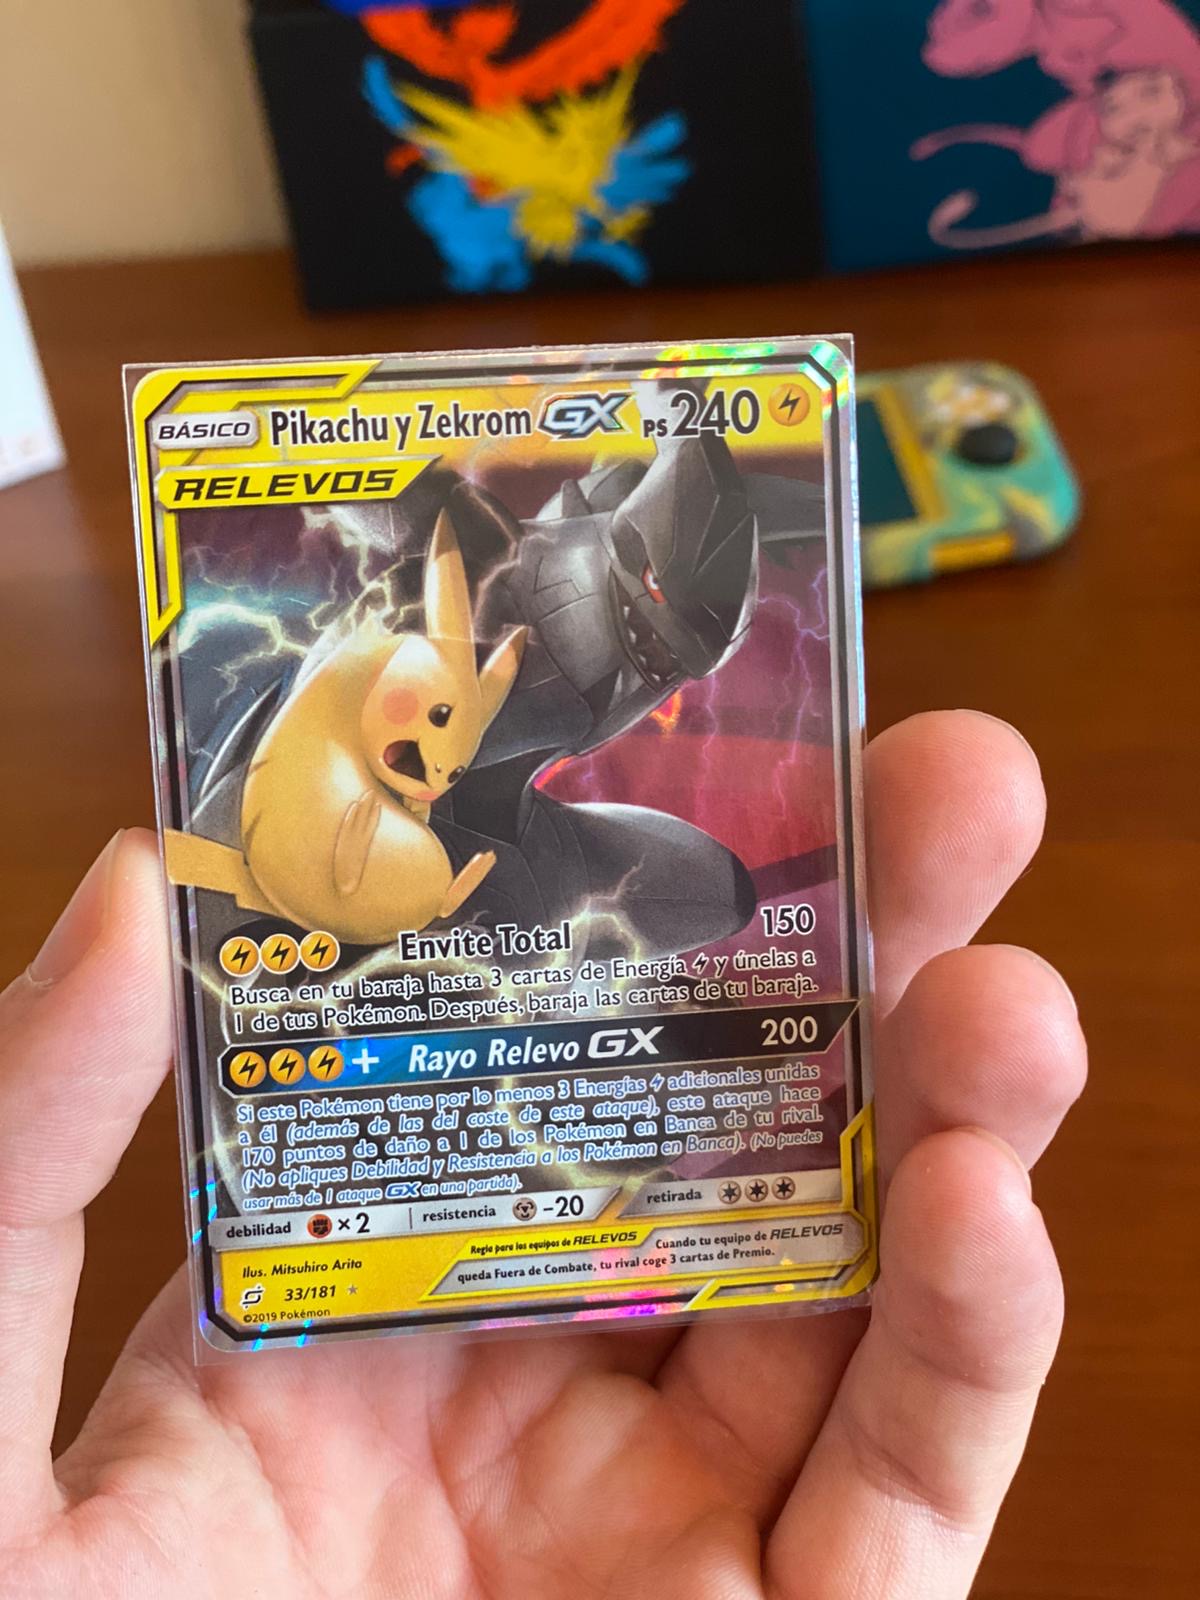 BÁSICO Pikachu y Zekrom GX PS 240
RELEVOS
Envite Total 150
Busca en tu baraja hasta 3 cartas de Energía y únelas a
1 de tus Pokémon. Después, baraja las cartas de tu baraja.
+ Rayo Relevo GX 200
Si este Pokémon tiene por lo menos 3 Energías adicionales unidas
a él (además de las del coste de este ataque), este ataque hace
170 puntos de daño a 1 de los Pokémon en Banca de tu rival.
(No apliques Debilidad y Resistencia a los Pokémon en Banca). (No puedes
usar más de 1 ataque GX en una partida).
debilidad ×2 resistencia -20 retirada
Regla para los equipos de RELEVOS Cuando tu equipo de RELEVOS
queda Fuera de Combate, tu rival coge 3 cartas de Premio.
Ilus. Mitsuhiro Arita
33/181 ★
©2019 Pokémon